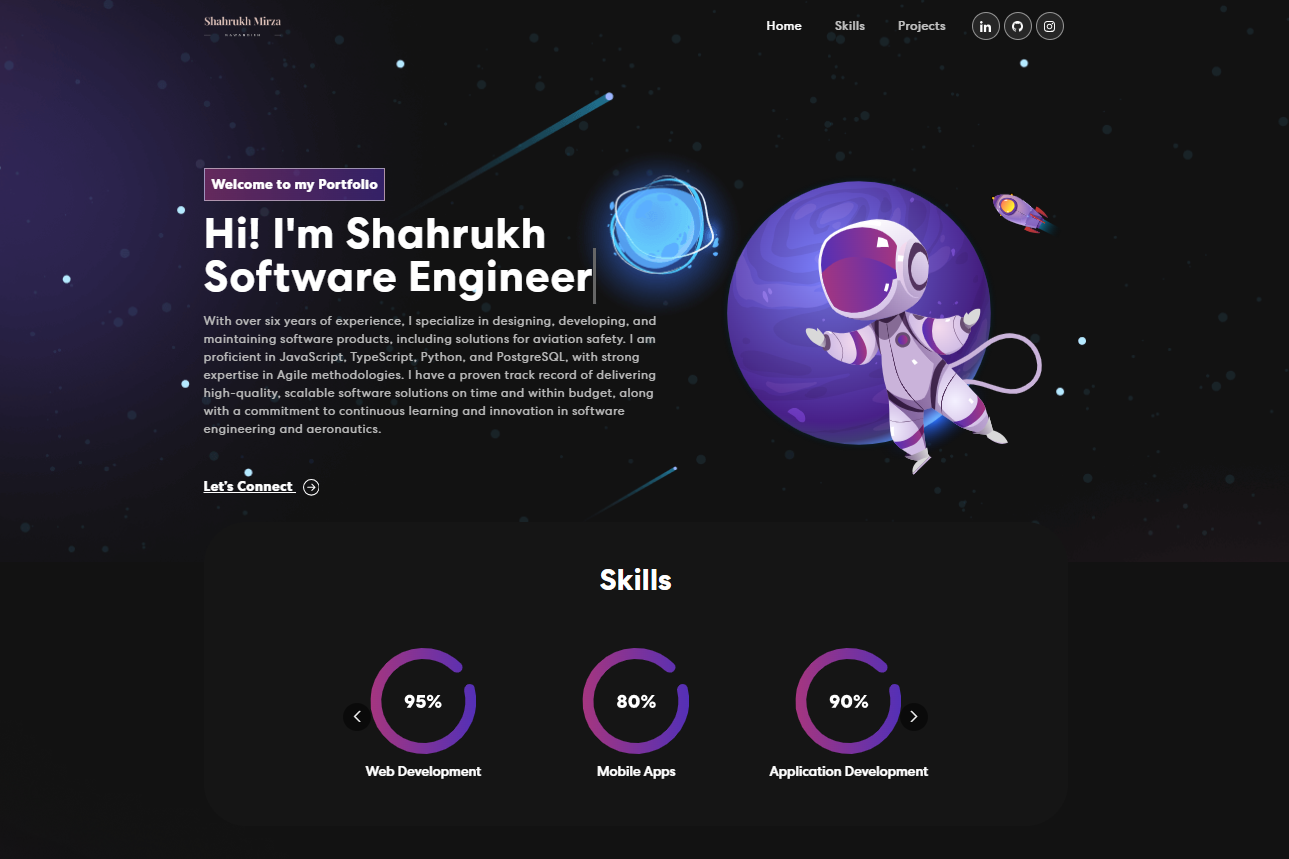 Shahrukh Mirza
Home
Skills
Projects
in
Welcome to my Portfolio
Hi! I'm Shahrukh
Software Engineer
With over six years of experience, I specialize in designing, developing, and
maintaining software products, including solutions for aviation safety. I am
proficient in JavaScript, TypeScript, Python, and PostgreSQL, with strong
expertise in Agile methodologies. I have a proven track record of delivering
high-quality, scalable software solutions on time and within budget, along
with a commitment to continuous learning and innovation in software
engineering and aeronautics.
Let's Connect
Skills
95%
80%
90%
Web Development
Mobile Apps
Application Development